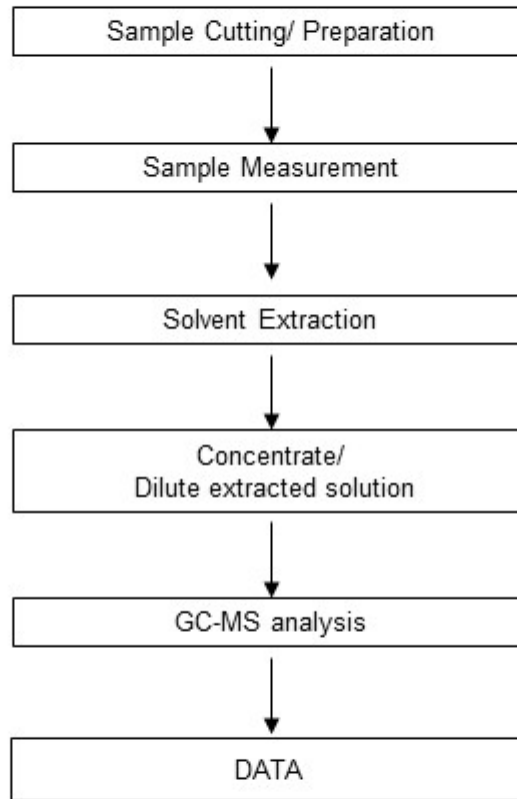 Sample Cutting/ Preparation
Sample Measurement
Solvent Extraction
Concentrate/
Dilute extracted solution
GC-MS analysis
DATA